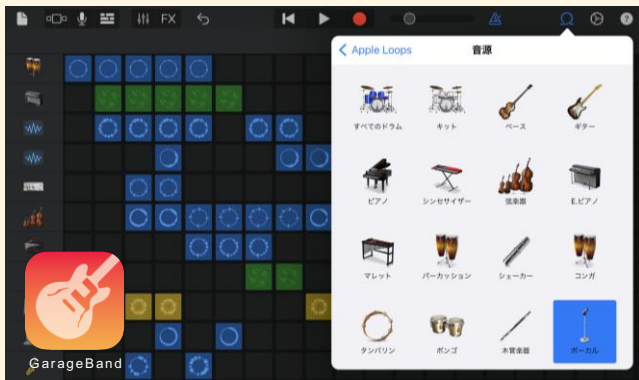 FX
?
Apple Loops
音源
すべてのドラム
キット
ベース
ギター
ピアノ
シンセサイザー
弦楽器
E.ピアノ
マレット
パーカッション
シェーカー
コンガ
タンバリン
ボンゴ
木管楽器
ボーカル
GarageBand